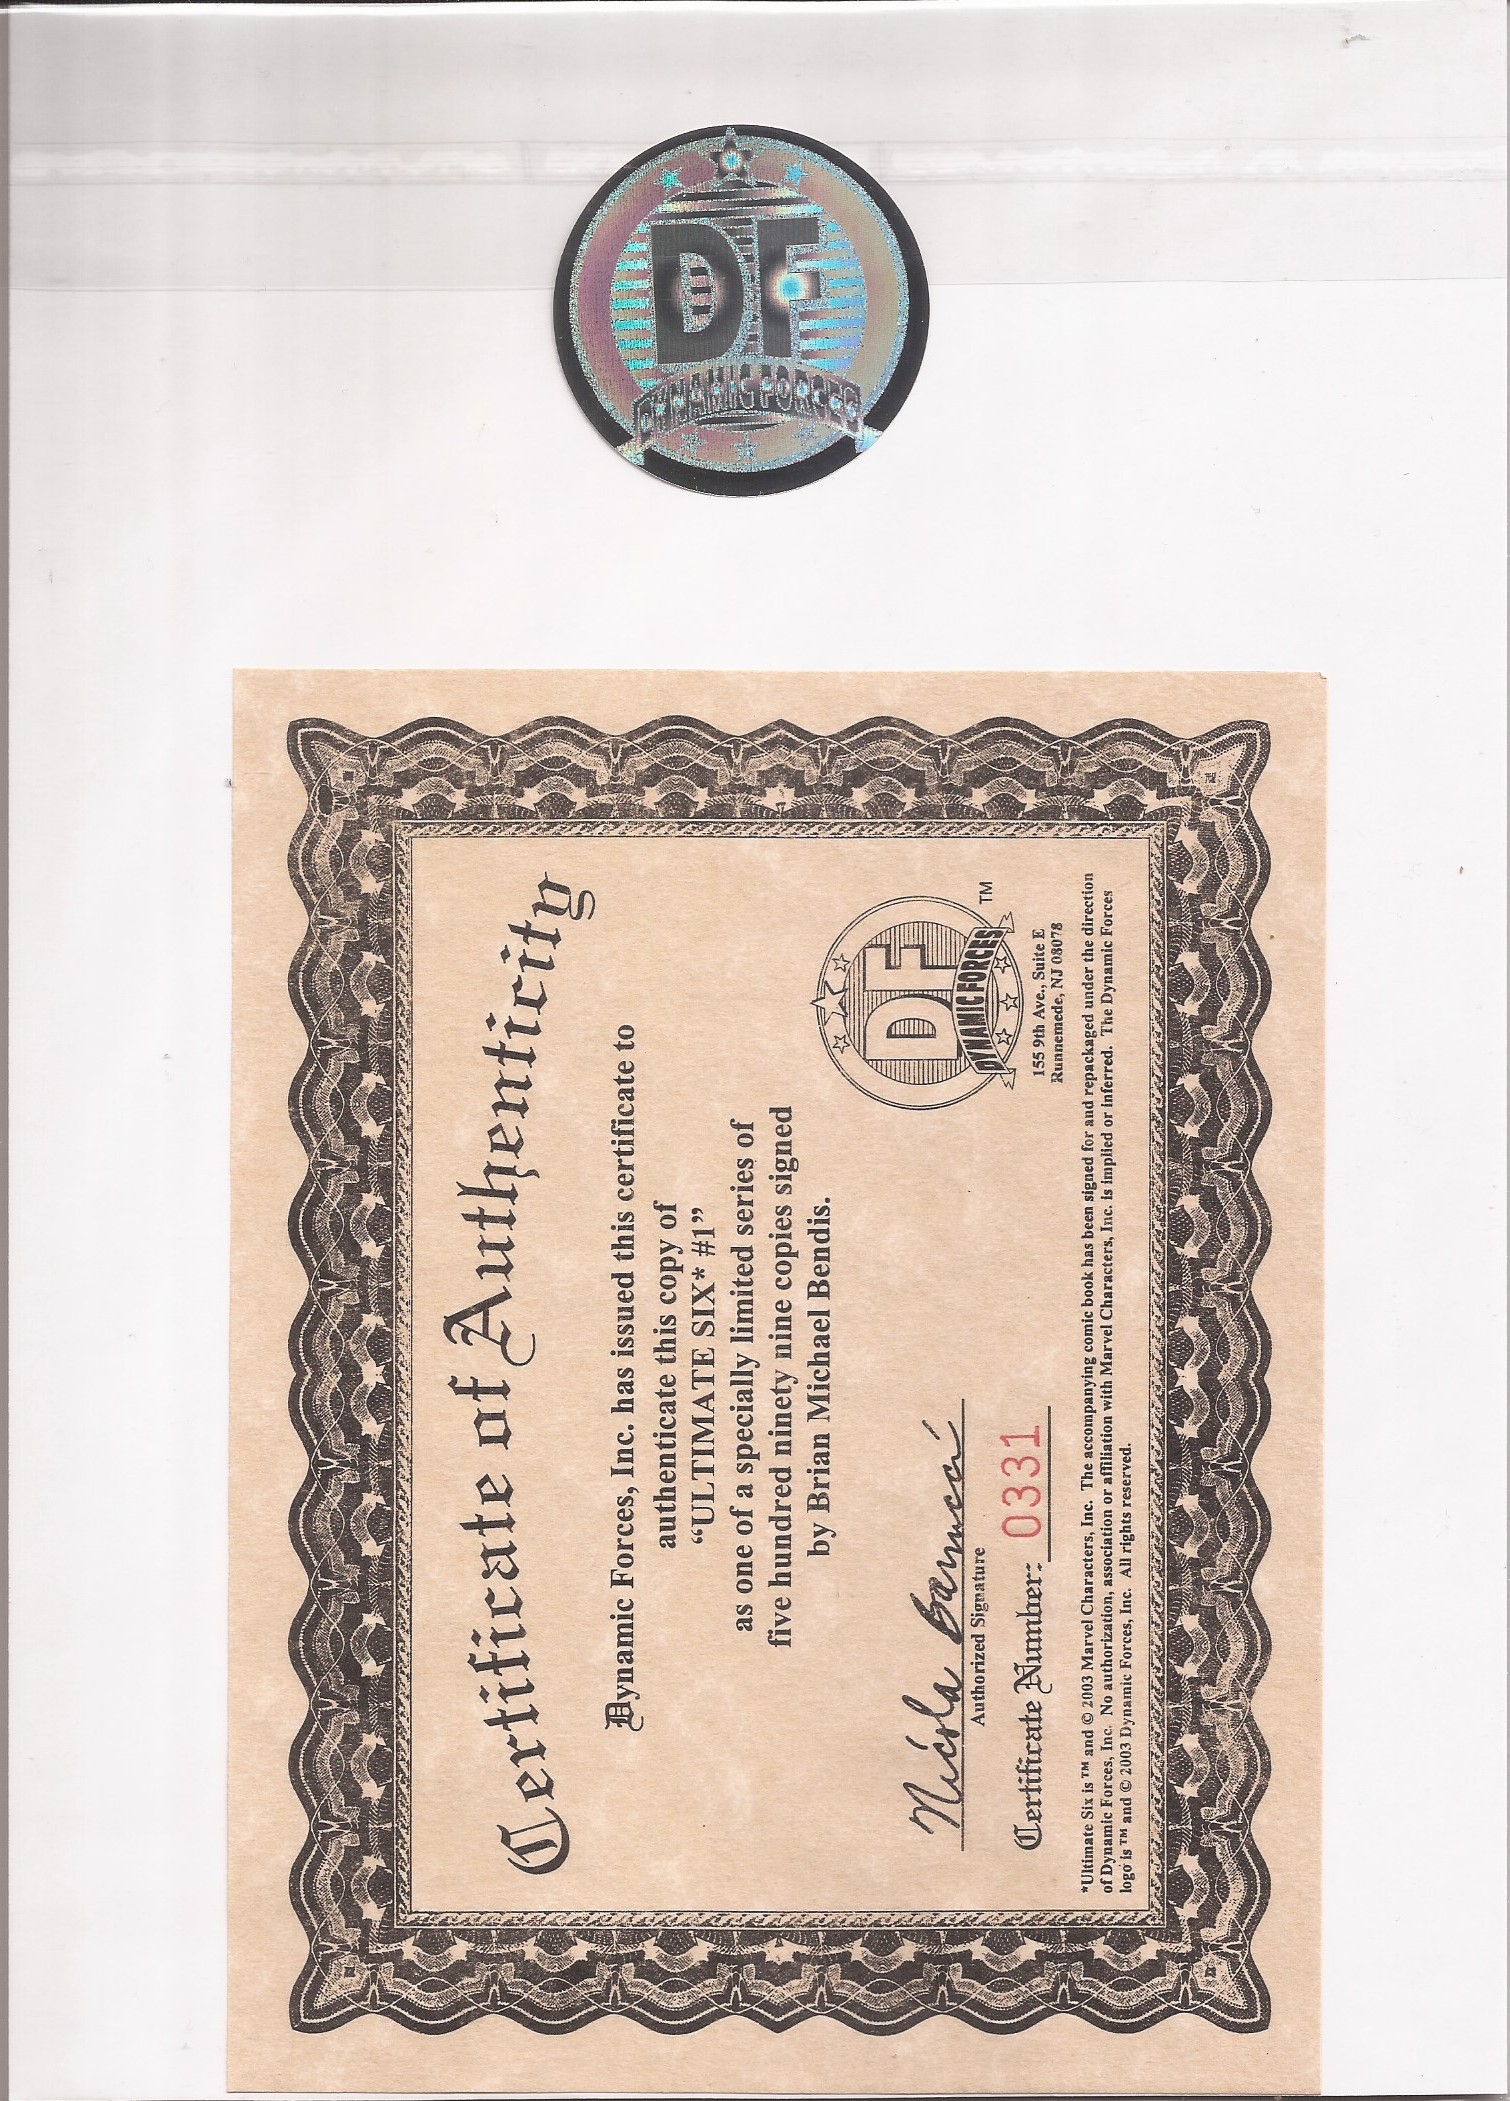 DF
DYNAMIC FORCES
Certificate of Authenticity
Dynamic Forces, Inc. has issued this certificate to
authenticate this copy of
“ULTIMATE SIX* #1”
as one of a specially limited series of
five hundred ninety nine copies signed
by Brian Michael Bendis.
Nicola Barrucci
Authorized Signature
Certificate Number: 0331
DF
DYNAMIC FORCES
TM
155 9th Ave., Suite E
Runnemede, NJ 08078
*Ultimate Six is ™ and © 2003 Marvel Characters, Inc. The accompanying comic book has been signed for and repackaged under the direction
of Dynamic Forces, Inc. No authorization, association or affiliation with Marvel Characters, Inc. is implied or inferred. The Dynamic Forces
logo is ™ and © 2003 Dynamic Forces, Inc. All rights reserved.